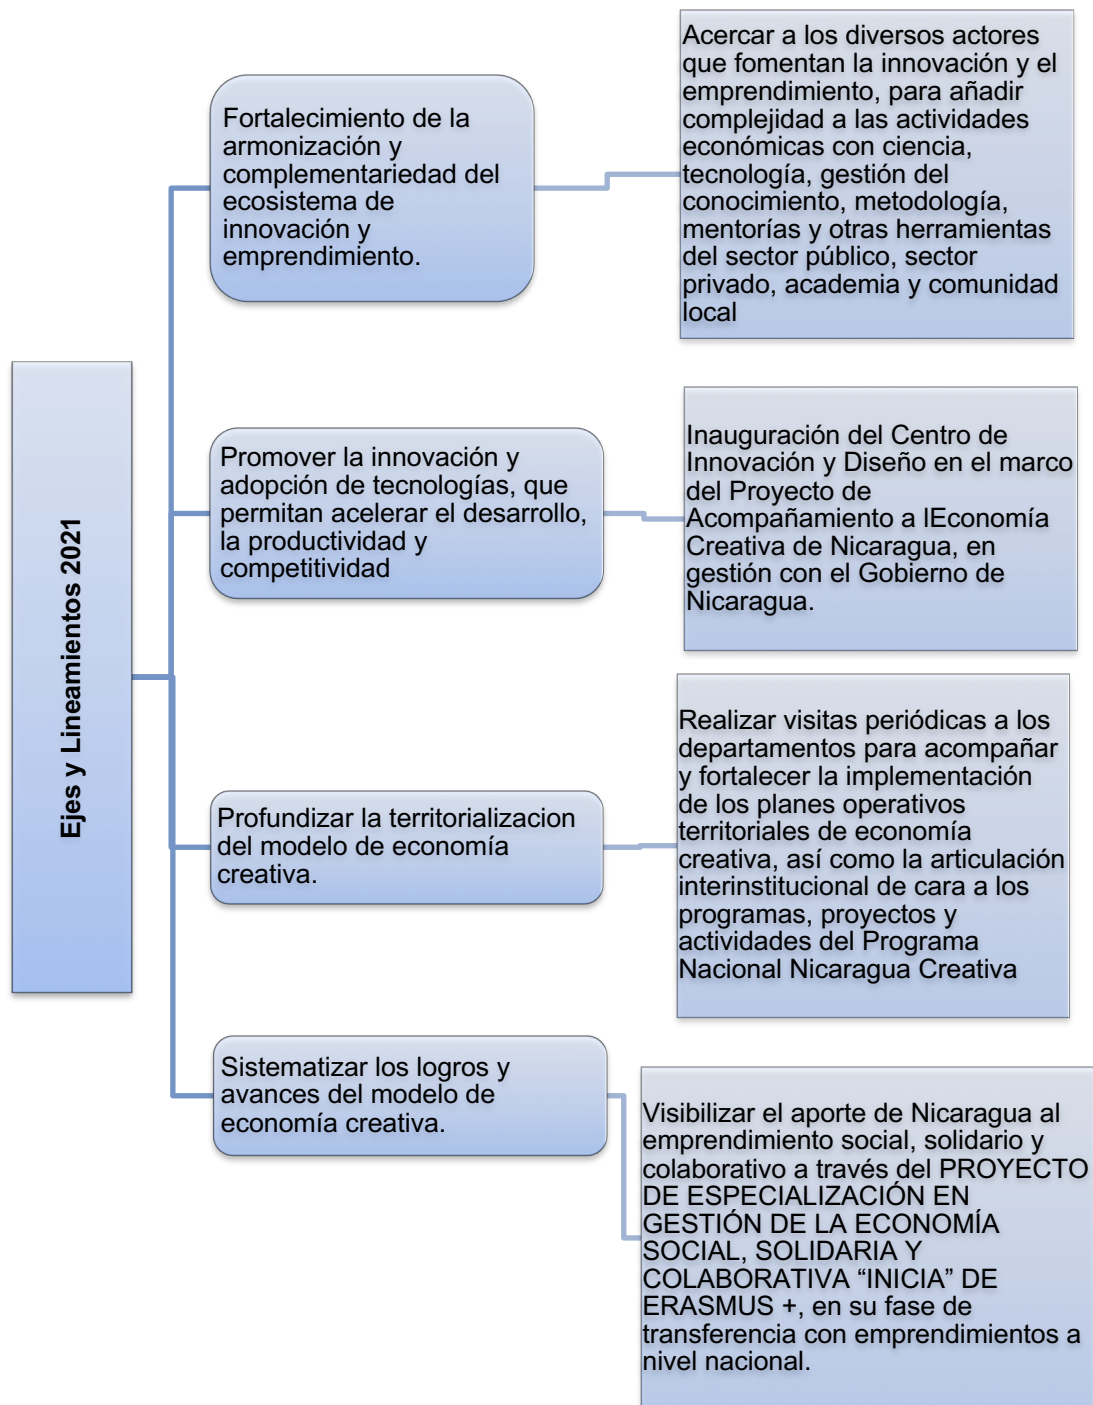 Ejes y Lineamientos 2021
Fortalecimiento de la
armonización y
complementariedad del
ecosistema de
innovación y
emprendimiento.
Acercar a los diversos actores
que fomentan la innovación y el
emprendimiento, para añadir
complejidad a las actividades
económicas con ciencia,
tecnología, gestión del
conocimiento, metodología,
mentorías y otras herramientas
del sector público, sector
privado, academia y comunidad
local
Promover la innovación y
adopción de tecnologías, que
permitan acelerar el desarrollo,
la productividad y
competitividad
Inauguración del Centro de
Innovación y Diseño en el marco
del Proyecto de
Acompañamiento a lEconomía
Creativa de Nicaragua, en
gestión con el Gobierno de
Nicaragua.
Profundizar la territorializacion
del modelo de economía
creativa.
Realizar visitas periódicas a los
departamentos para acompañar
y fortalecer la implementación
de los planes operativos
territoriales de economía
creativa, así como la articulación
interinstitucional de cara a los
programas, proyectos y
actividades del Programa
Nacional Nicaragua Creativa
Sistematizar los logros y
avances del modelo de
economía creativa.
Visibilizar el aporte de Nicaragua al
emprendimiento social, solidario y
colaborativo a través del PROYECTO
DE ESPECIALIZACIÓN EN
GESTIÓN DE LA ECONOMÍA
SOCIAL, SOLIDARIA Y
COLABORATIVA “INICIA” DE
ERASMUS +, en su fase de
transferencia con emprendimientos a
nivel nacional.